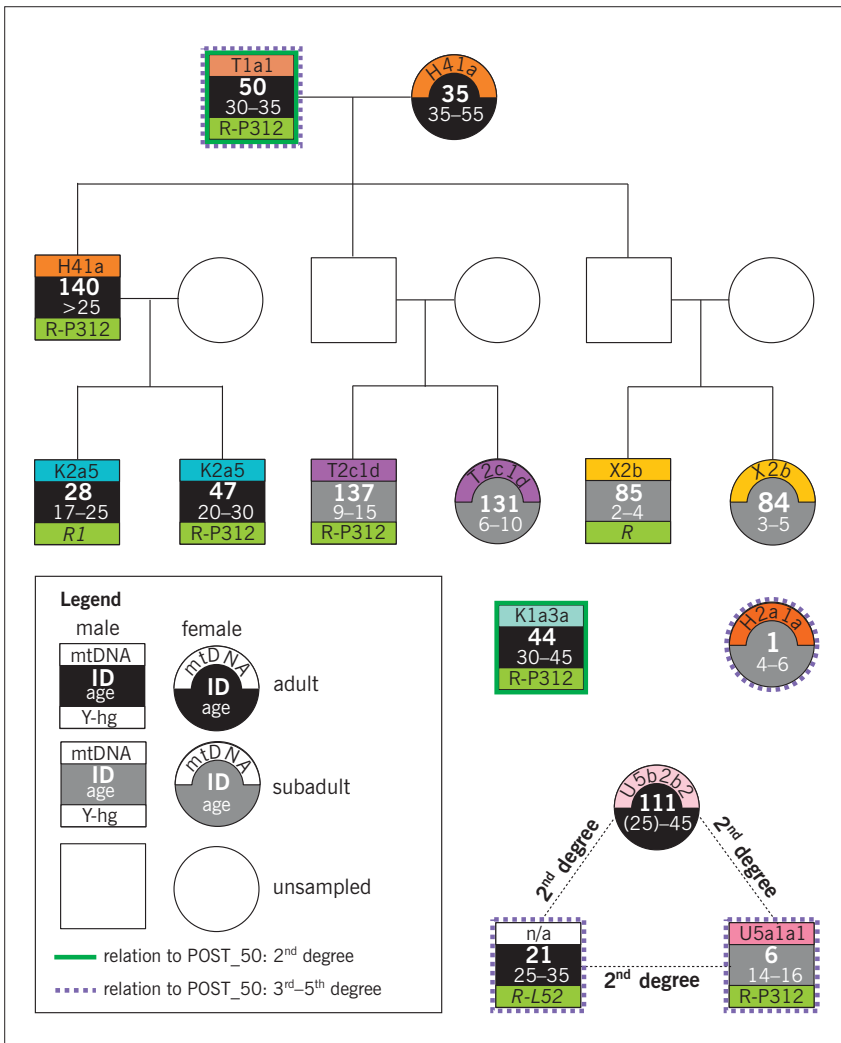 T1a1
50
30–35
R-P312
H41a
35
35–55
H41a
140
>25
R-P312
K2a5
28
17–25
R1
K2a5
47
20–30
R-P312
T2c1d
137
9–15
R-P312
T2c1d
131
6–10
X2b
85
2–4
R
X2b
84
3–5
K1a3a
44
30–45
R-P312
H2a1a
1
4–6
U5b2b2
111
(25)–45
2nd degree
2nd degree
n/a
21
25–35
R-L52
2nd degree
U5a1a1
6
14–16
R-P312
Legend
male
female
mtDNA
ID
age
Y-hg
mtDNA
ID
age
adult
mtDNA
ID
age
Y-hg
mtDNA
ID
age
subadult
unsampled
relation to POST_50: 2nd degree
relation to POST_50: 3rd–5th degree